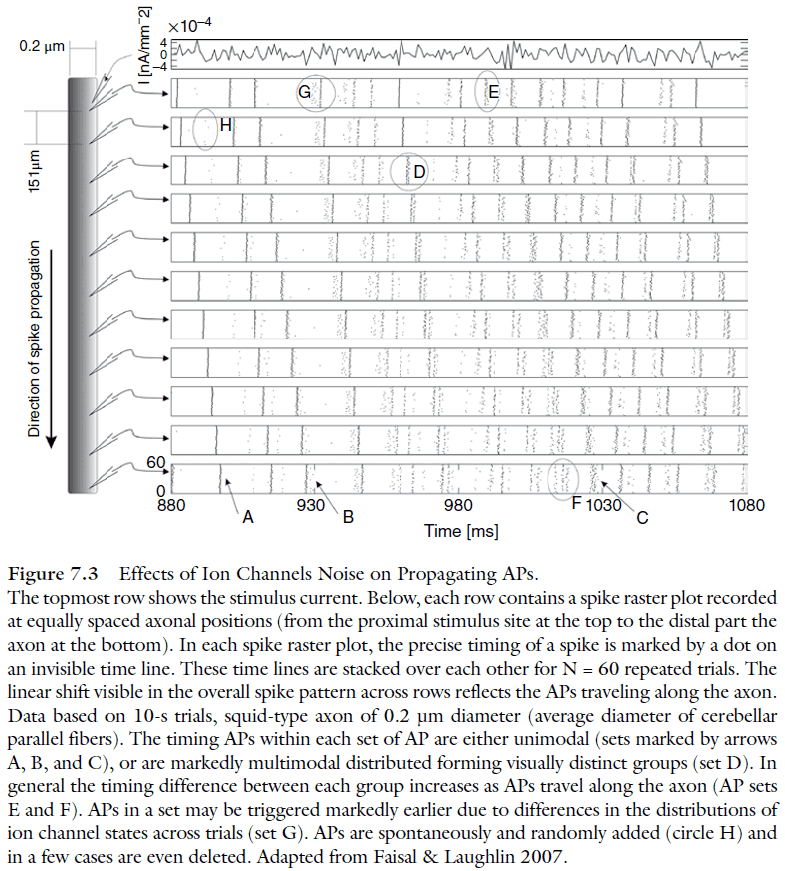 ×10⁻⁴
I [nA/mm⁻2]
4
0
−4
0.2 μm
151μm
Direction of spike propagation
G
E
H
D
60
0
880
930
980
1030
1080
A
B
F
C
Time [ms]
Figure 7.3 Effects of Ion Channels Noise on Propagating APs.
The topmost row shows the stimulus current. Below, each row contains a spike raster plot recorded
at equally spaced axonal positions (from the proximal stimulus site at the top to the distal part the
axon at the bottom). In each spike raster plot, the precise timing of a spike is marked by a dot on
an invisible time line. These time lines are stacked over each other for N = 60 repeated trials. The
linear shift visible in the overall spike pattern across rows reflects the APs traveling along the axon.
Data based on 10-s trials, squid-type axon of 0.2 μm diameter (average diameter of cerebellar
parallel fibers). The timing APs within each set of AP are either unimodal (sets marked by arrows
A, B, and C), or are markedly multimodal distributed forming visually distinct groups (set D). In
general the timing difference between each group increases as APs travel along the axon (AP sets
E and F). APs in a set may be triggered markedly earlier due to differences in the distributions of
ion channel states across trials (set G). APs are spontaneously and randomly added (circle H) and
in a few cases are even deleted. Adapted from Faisal & Laughlin 2007.